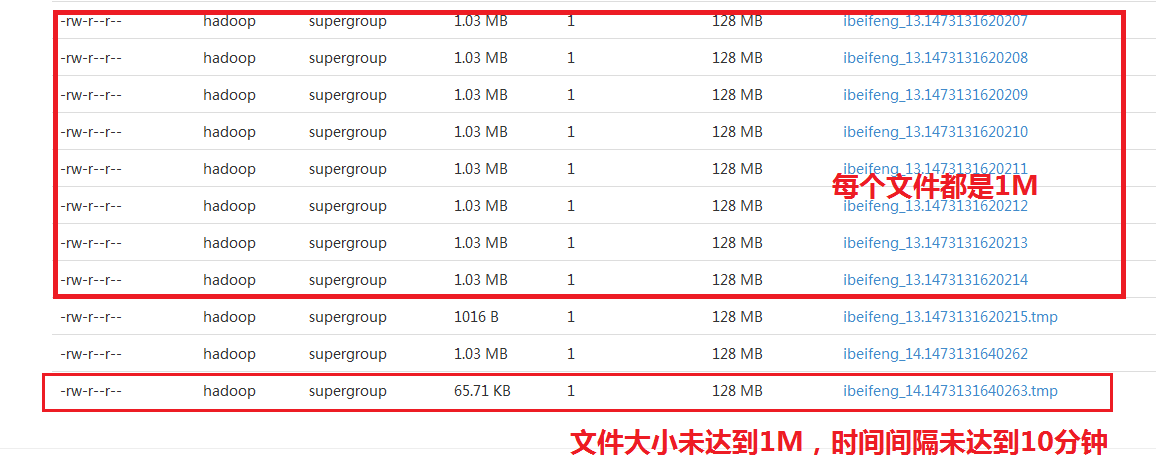 -rw-r--r-- hadoop supergroup 1.03 MB 1 128 MB ibeifeng_13.1473131620207
-rw-r--r-- hadoop supergroup 1.03 MB 1 128 MB ibeifeng_13.1473131620208
-rw-r--r-- hadoop supergroup 1.03 MB 1 128 MB ibeifeng_13.1473131620209
-rw-r--r-- hadoop supergroup 1.03 MB 1 128 MB ibeifeng_13.1473131620210
-rw-r--r-- hadoop supergroup 1.03 MB 1 128 MB ibeifeng_13.1473131620211
每个文件都是1M
-rw-r--r-- hadoop supergroup 1.03 MB 1 128 MB ibeifeng_13.1473131620212
-rw-r--r-- hadoop supergroup 1.03 MB 1 128 MB ibeifeng_13.1473131620213
-rw-r--r-- hadoop supergroup 1.03 MB 1 128 MB ibeifeng_13.1473131620214
-rw-r--r-- hadoop supergroup 1016 B 1 128 MB ibeifeng_13.1473131620215.tmp
-rw-r--r-- hadoop supergroup 1.03 MB 1 128 MB ibeifeng_14.1473131640262
-rw-r--r-- hadoop supergroup 65.71 KB 1 128 MB ibeifeng_14.1473131640263.tmp
文件大小未达到1M，时间间隔未达到10分钟